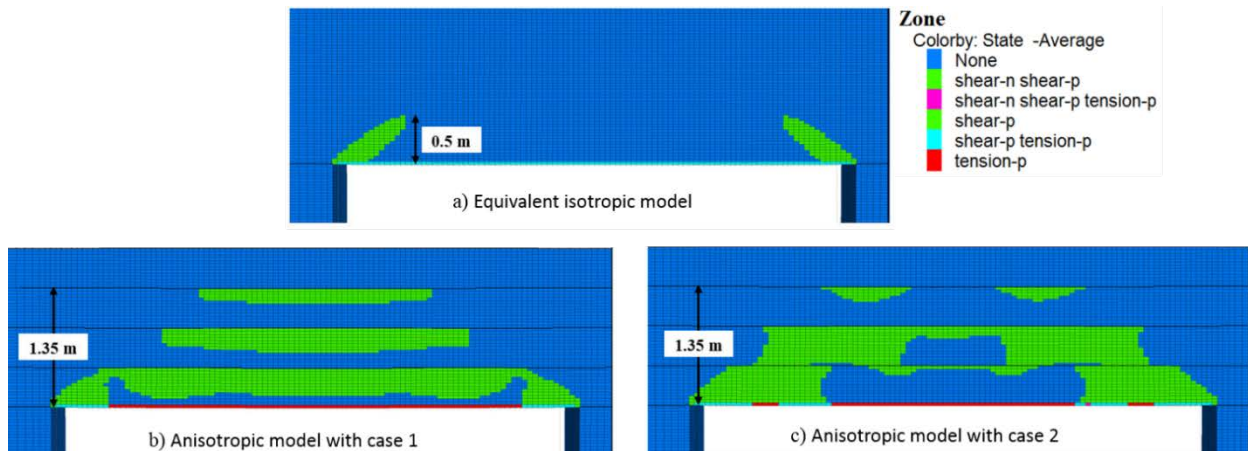 Zone
Colorby: State -Average
None
shear-n shear-p
shear-n shear-p tension-p
shear-p
shear-p tension-p
tension-p
0.5 m
a) Equivalent isotropic model
1.35 m
b) Anisotropic model with case 1
1.35 m
c) Anisotropic model with case 2